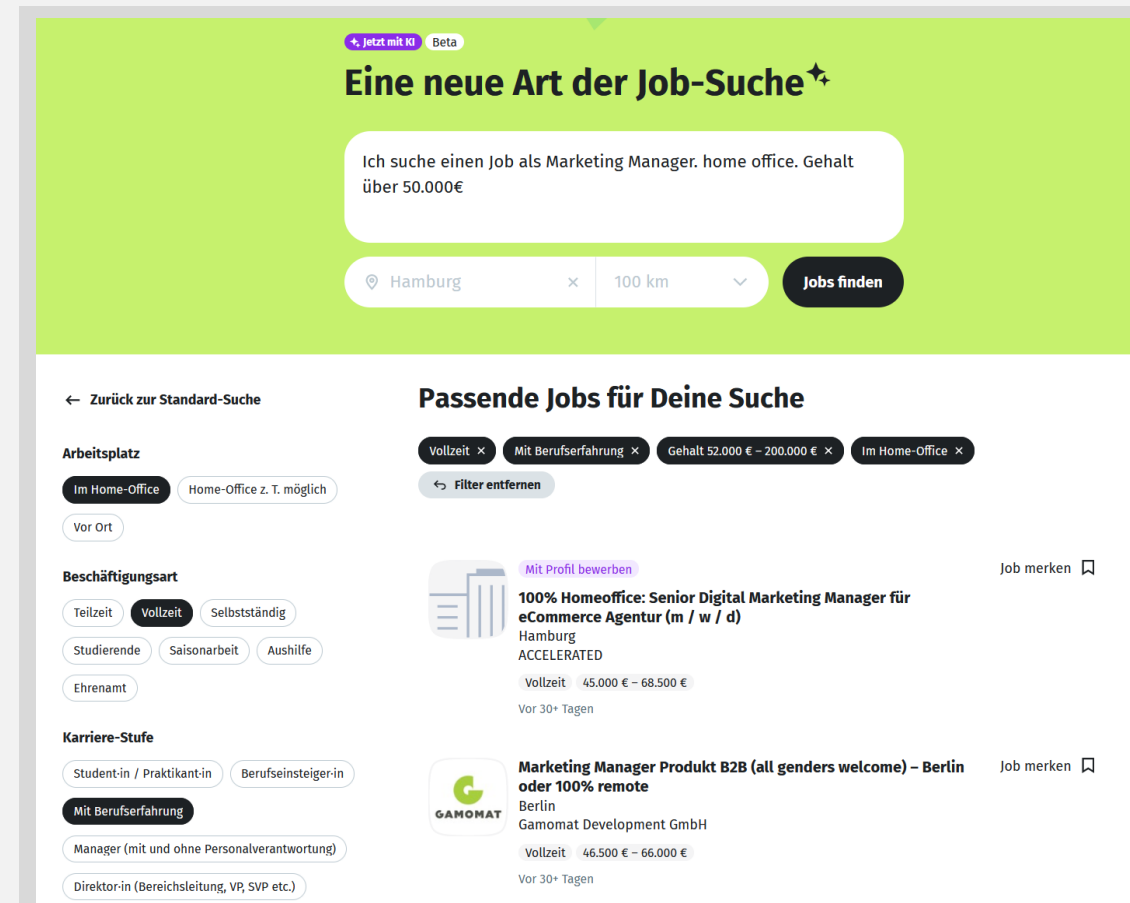 Jetzt mit KI Beta
Eine neue Art der Job-Suche
Ich suche einen Job als Marketing Manager. home office. Gehalt
über 50.000€
Hamburg × 100 km Jobs finden
← Zurück zur Standard-Suche
Arbeitsplatz
Im Home-Office Home-Office z. T. möglich
Vor Ort
Beschäftigungsart
Teilzeit Vollzeit Selbstständig
Studierende Saisonarbeit Aushilfe
Ehrenamt
Karriere-Stufe
Student·in / Praktikant·in Berufseinsteiger·in
Mit Berufserfahrung
Manager (mit und ohne Personalverantwortung)
Direktor·in (Bereichsleitung, VP, SVP etc.)
Passende Jobs für Deine Suche
Vollzeit × Mit Berufserfahrung × Gehalt 52.000 € – 200.000 € × Im Home-Office ×
Filter entfernen
Mit Profil bewerben Job merken
100% Homeoffice: Senior Digital Marketing Manager für
eCommerce Agentur (m / w / d)
Hamburg
ACCELERATED
Vollzeit 45.000 € – 68.500 €
Vor 30+ Tagen
GAMOMAT
Marketing Manager Produkt B2B (all genders welcome) – Berlin Job merken
oder 100% remote
Berlin
Gamomat Development GmbH
Vollzeit 46.500 € – 66.000 €
Vor 30+ Tagen